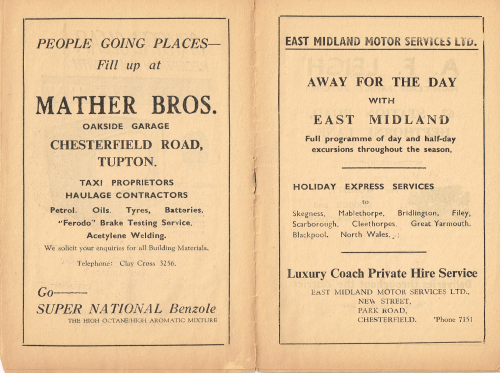 PEOPLE GOING PLACES—
Fill up at
MATHER BROS.
OAKSIDE GARAGE
CHESTERFIELD ROAD,
TUPTON.
TAXI PROPRIETORS
HAULAGE CONTRACTORS
Petrol. Oils. Tyres, Batteries.
"Ferodo" Brake Testing Service,
Acetylene Welding.
We solicit your enquiries for all Building Materials.
Telephone: Clay Cross 3256.
Go—
SUPER NATIONAL Benzole
THE HIGH OCTANE/HIGH AROMATIC MIXTURE
EAST MIDLAND MOTOR SERVICES LTD.
AWAY FOR THE DAY
WITH
EAST MIDLAND
Full programme of day and half-day
excursions throughout the season,
HOLIDAY EXPRESS SERVICES
to
Skegness, Mablethorpe, Bridlington, Filey,
Scarborough, Cleethorpes, Great Yarmouth,
Blackpool, North Wales.
Luxury Coach Private Hire Service
EAST MIDLAND MOTOR SERVICES LTD.,
NEW STREET,
PARK ROAD,
CHESTERFIELD. 'Phone 7151